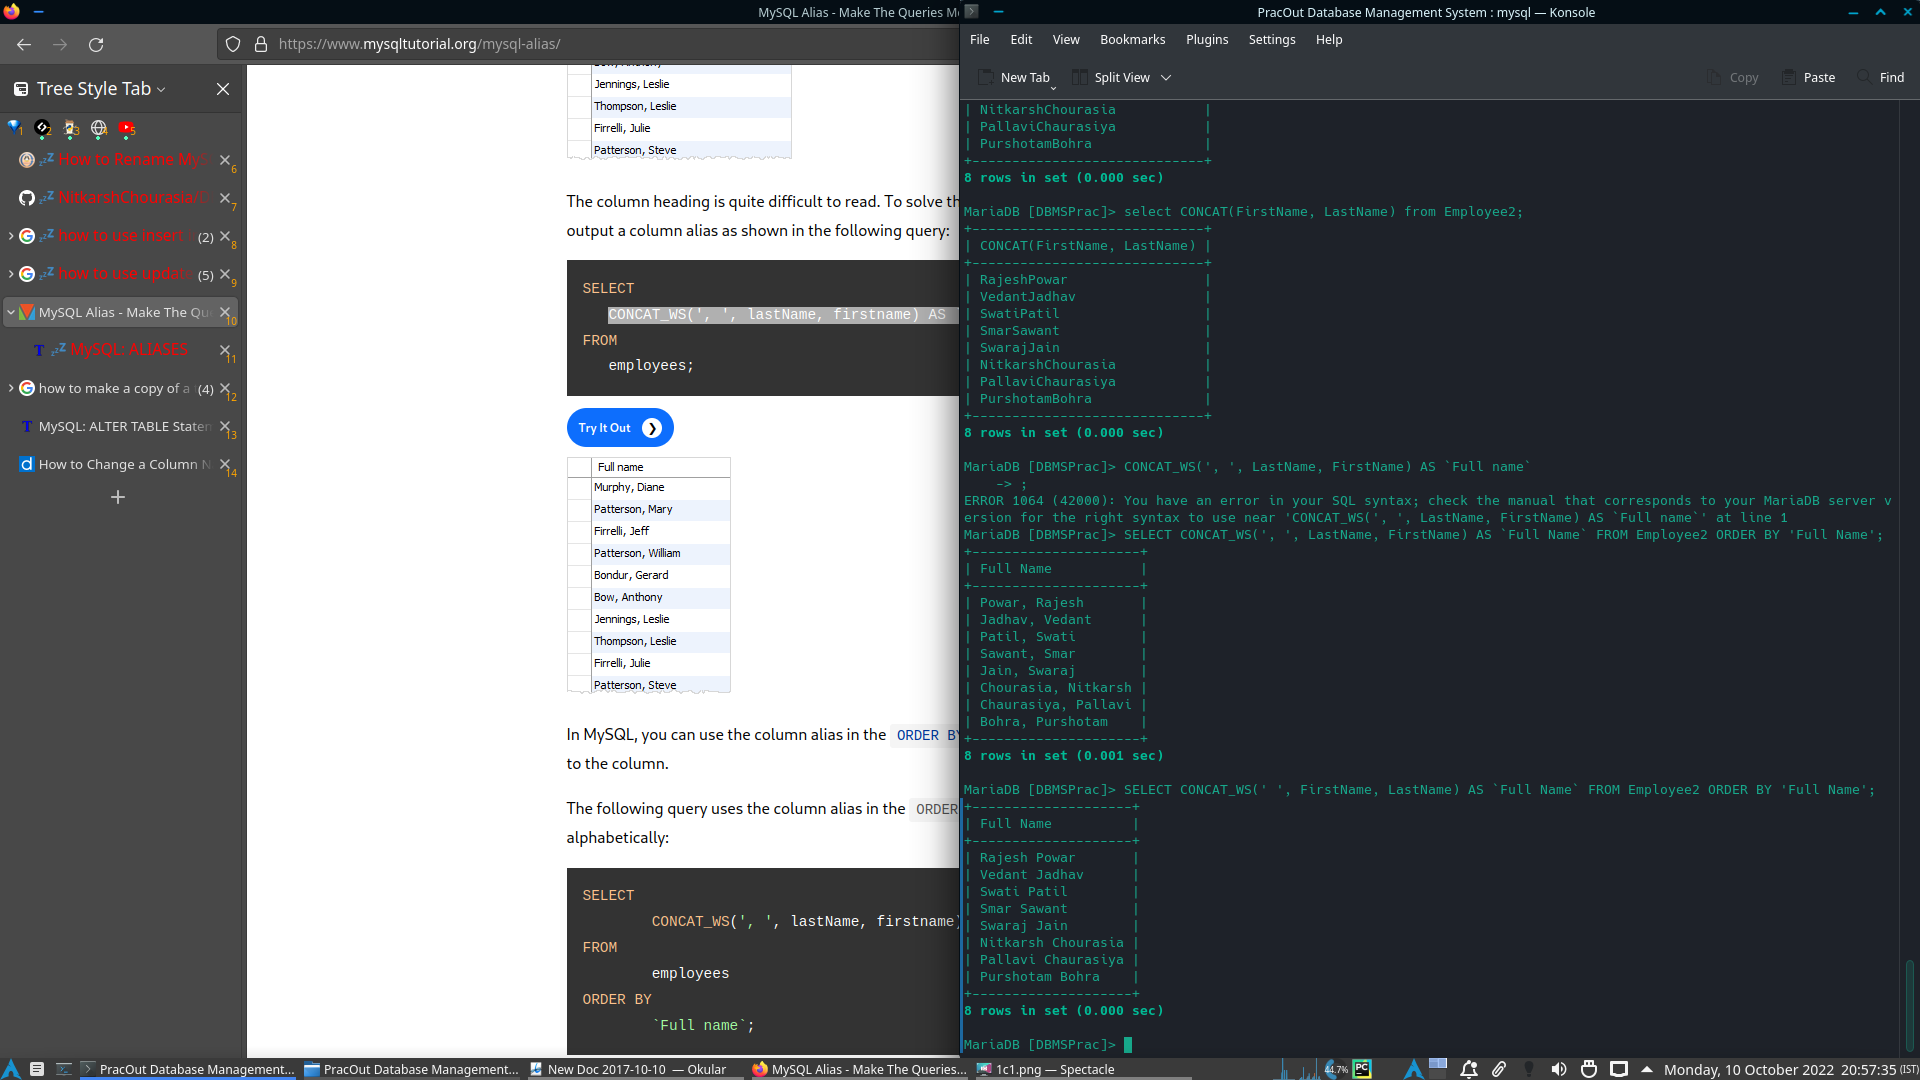 MySQL Alias - Make The Queries M
https://www.mysqltutorial.org/mysql-alias/
Tree Style Tab
1 2 3 4 5
How to Rename My
6
NitkarshChourasia/
7
how to use insert (2)
8
how to use update (5)
9
MySQL Alias - Make The Qu
10
MySQL: ALIASES
11
how to make a copy of a (4)
12
MySQL: ALTER TABLE Staten
13
How to Change a Column N
14
Jennings, Leslie
Thompson, Leslie
Firrelli, Julie
Patterson, Steve
The column heading is quite difficult to read. To solve th
output a column alias as shown in the following query:
SELECT
CONCAT_WS(', ', lastName, firstname) AS
FROM
employees;
Try It Out
Full name
Murphy, Diane
Patterson, Mary
Firrelli, Jeff
Patterson, William
Bondur, Gerard
Bow, Anthony
Jennings, Leslie
Thompson, Leslie
Firrelli, Julie
Patterson, Steve
In MySQL, you can use the column alias in the ORDER BY
to the column.
The following query uses the column alias in the ORDER
alphabetically:
SELECT
CONCAT_WS(', ', lastName, firstname)
FROM
employees
ORDER BY
`Full name`;
PracOut Database Management System : mysql — Konsole
File Edit View Bookmarks Plugins Settings Help
New Tab Split View Copy Paste Find
| NitkarshChourasia           |
| PallaviChaurasiya           |
| PurshotamBohra              |
+-----------------------------+
8 rows in set (0.000 sec)
MariaDB [DBMSPrac]> select CONCAT(FirstName, LastName) from Employee2;
+-----------------------------+
| CONCAT(FirstName, LastName) |
+-----------------------------+
| RajeshPowar                 |
| VedantJadhav                |
| SwatiPatil                  |
| SmarSawant                  |
| SwarajJain                  |
| NitkarshChourasia           |
| PallaviChaurasiya           |
| PurshotamBohra              |
+-----------------------------+
8 rows in set (0.000 sec)
MariaDB [DBMSPrac]> CONCAT_WS(', ', LastName, FirstName) AS `Full name`
    -> ;
ERROR 1064 (42000): You have an error in your SQL syntax; check the manual that corresponds to your MariaDB server v
ersion for the right syntax to use near 'CONCAT_WS(', ', LastName, FirstName) AS `Full name`' at line 1
MariaDB [DBMSPrac]> SELECT CONCAT_WS(', ', LastName, FirstName) AS `Full Name` FROM Employee2 ORDER BY 'Full Name';
+---------------------+
| Full Name           |
+---------------------+
| Powar, Rajesh       |
| Jadhav, Vedant      |
| Patil, Swati        |
| Sawant, Smar        |
| Jain, Swaraj        |
| Chourasia, Nitkarsh |
| Chaurasiya, Pallavi |
| Bohra, Purshotam    |
+---------------------+
8 rows in set (0.001 sec)
MariaDB [DBMSPrac]> SELECT CONCAT_WS(' ', FirstName, LastName) AS `Full Name` FROM Employee2 ORDER BY 'Full Name';
+--------------------+
| Full Name          |
+--------------------+
| Rajesh Powar       |
| Vedant Jadhav      |
| Swati Patil        |
| Smar Sawant        |
| Swaraj Jain        |
| Nitkarsh Chourasia |
| Pallavi Chaurasiya |
| Purshotam Bohra    |
+--------------------+
8 rows in set (0.000 sec)
MariaDB [DBMSPrac]>
PracOut Database Management... PracOut Database Management... New Doc 2017-10-10 — Okular MySQL Alias - Make The Queries... 1c1.png — Spectacle 44.7% PC Monday, 10 October 2022 20:57:35 (IST)